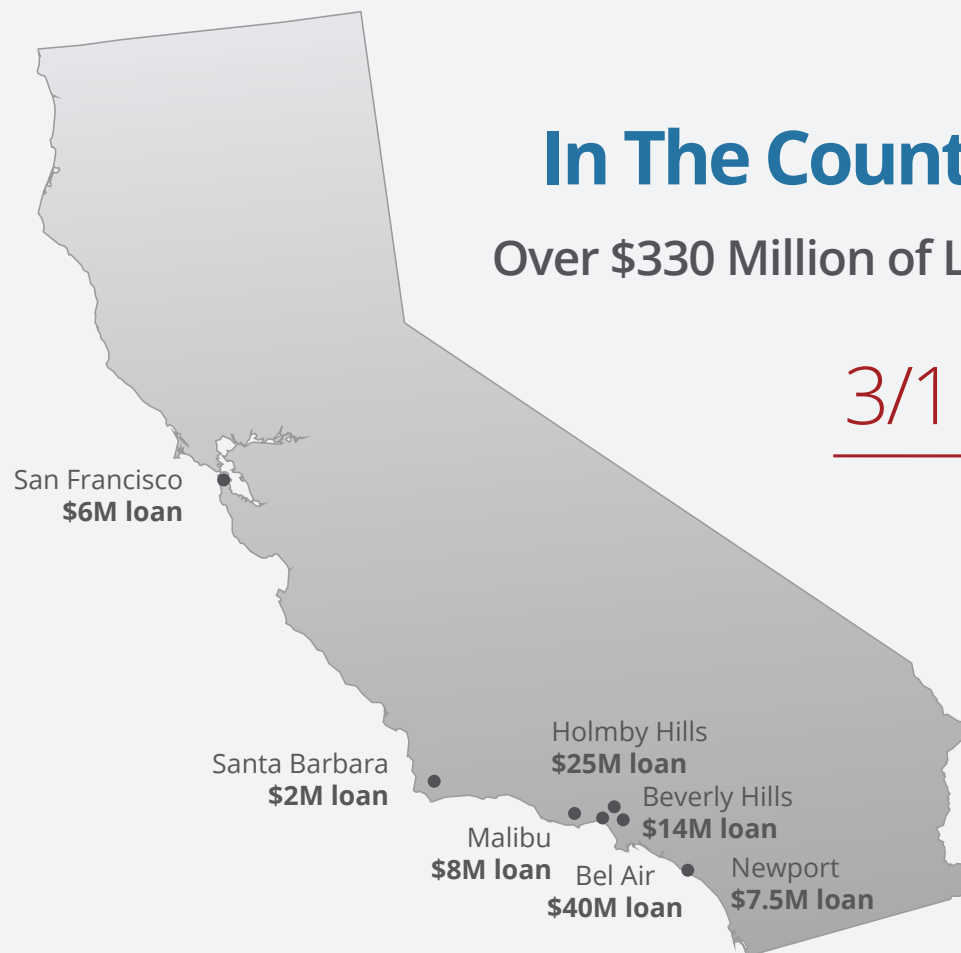 In The Count
Over $330 Million of L
3/1
San Francisco
$6M loan
Holmby Hills
$25M loan
Santa Barbara
$2M loan
Beverly Hills
$14M loan
Malibu
$8M loan
Bel Air
$40M loan
Newport
$7.5M loan